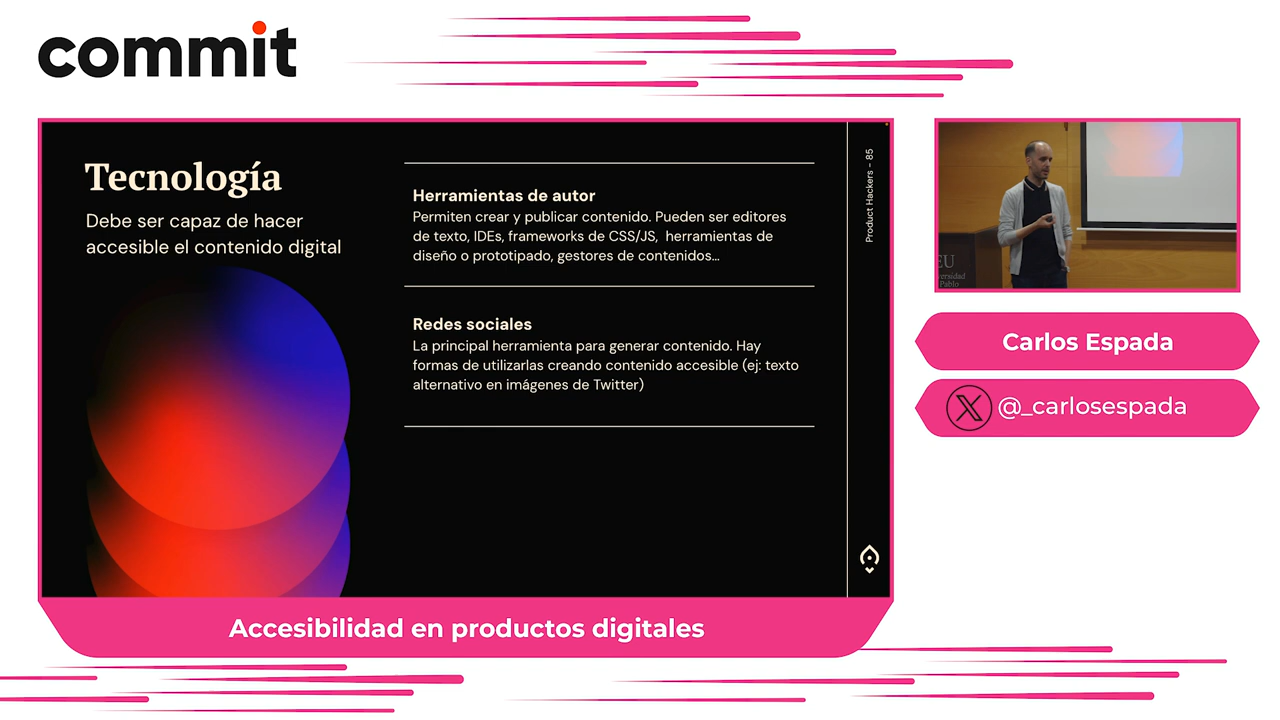 commit
Tecnología
Debe ser capaz de hacer
accesible el contenido digital
Herramientas de autor
Permiten crear y publicar contenido. Pueden ser editores
de texto, IDEs, frameworks de CSS/JS,  herramientas de
diseño o prototipado, gestores de contenidos...
Redes sociales
La principal herramienta para generar contenido. Hay
formas de utilizarlas creando contenido accesible (ej: texto
alternativo en imágenes de Twitter)
Product Hackers - 85
EU
Pablo
Carlos Espada
@_carlosespada
Accesibilidad en productos digitales